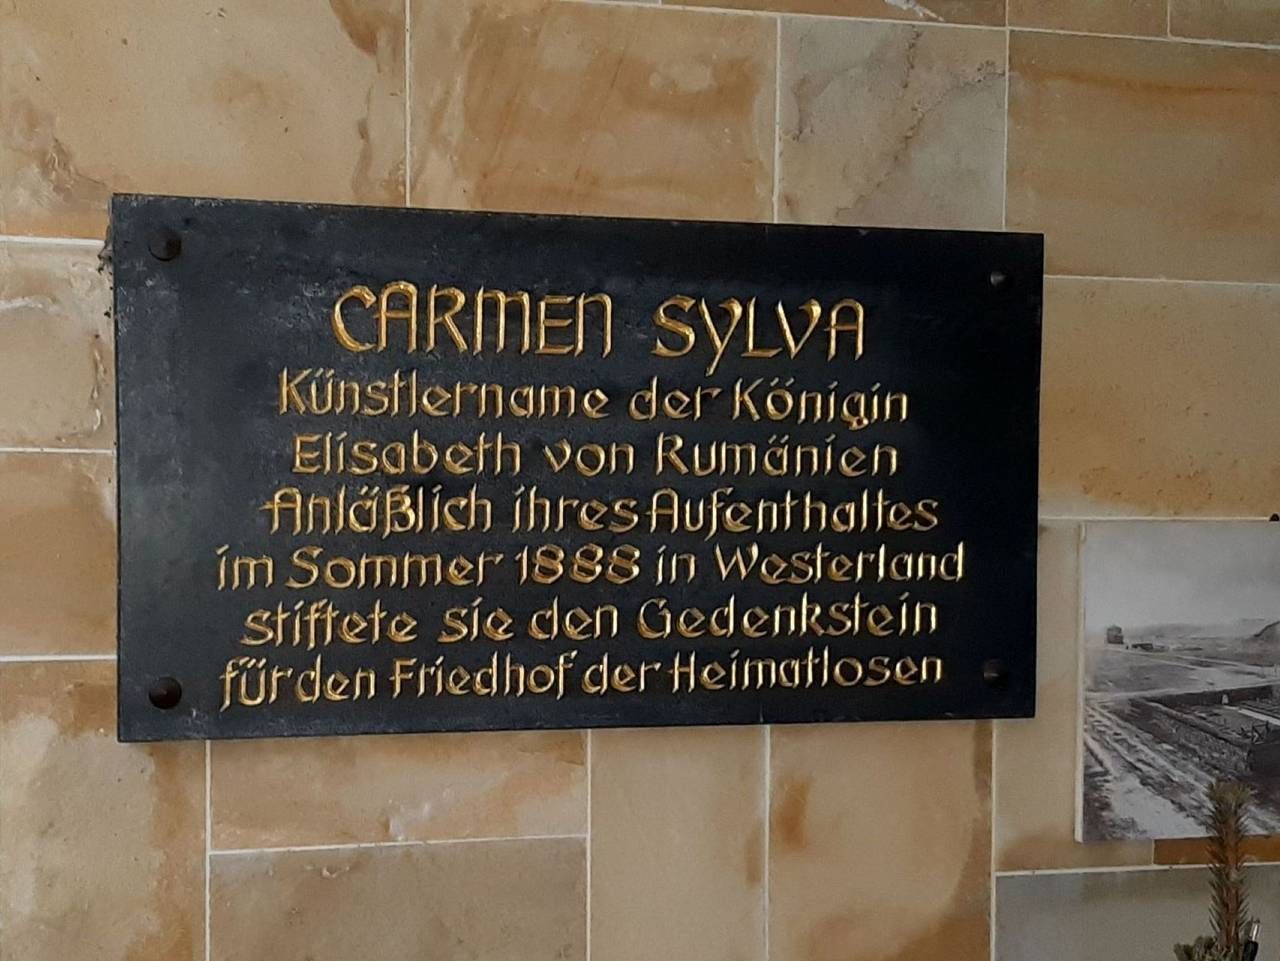 CARMEN SYLVA
Künstlername der Königin
Elisabeth von Rumänien
Anläßlich ihres Aufenthaltes
im Sommer 1888 in Westerland
stiftete sie den Gedenkstein
für den Friedhof der Heimatlosen